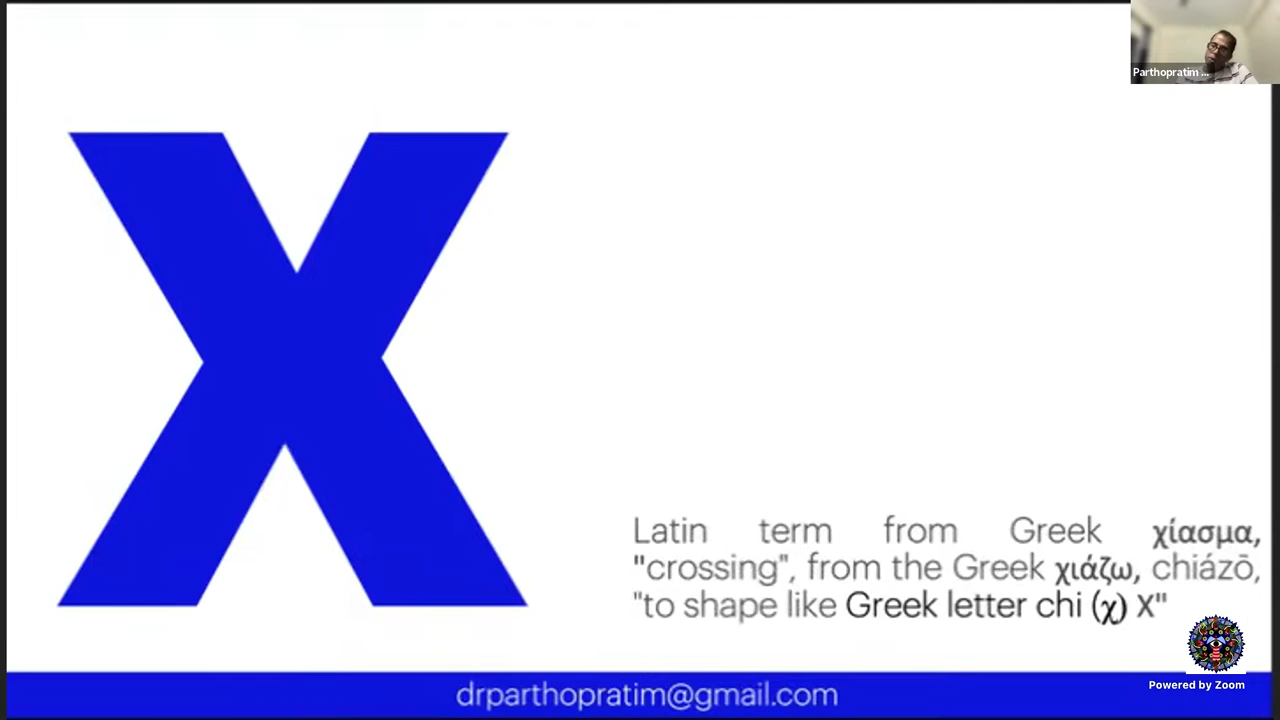 Parthopratim ...
X
Latin term from Greek χίασμα,
"crossing", from the Greek χιάζω, chiázō,
"to shape like Greek letter chi (χ) X"
Powered by Zoom
drparthopratim@gmail.com